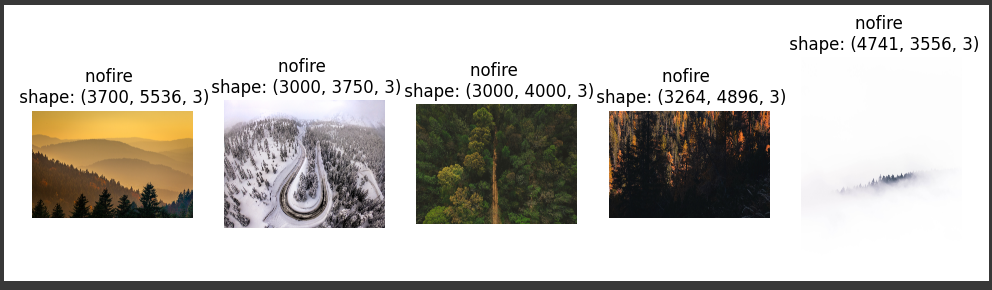 nofire
shape: (3700, 5536, 3)
nofire
shape: (3000, 3750, 3)
nofire
shape: (3000, 4000, 3)
nofire
shape: (3264, 4896, 3)
nofire
shape: (4741, 3556, 3)